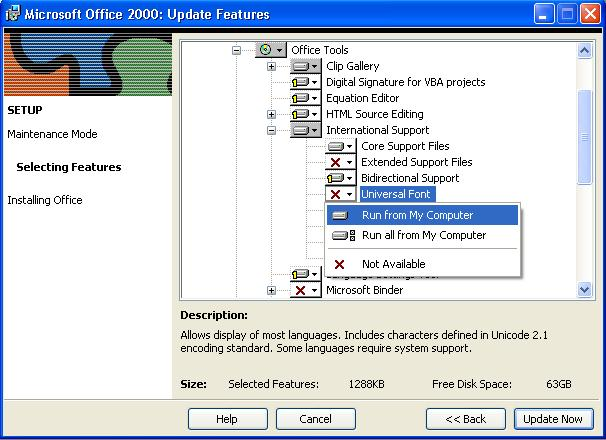 Microsoft Office 2000: Update Features
SETUP
Maintenance Mode
Selecting Features
Installing Office
Office Tools
Clip Gallery
Digital Signature for VBA projects
Equation Editor
HTML Source Editing
International Support
Core Support Files
Extended Support Files
Bidirectional Support
Universal Font
Run from My Computer
Run all from My Computer
Not Available
Microsoft Binder
Description:
Allows display of most languages. Includes characters defined in Unicode 2.1
encoding standard. Some languages require system support.
Size: Selected Features: 1288KB Free Disk Space: 63GB
Help Cancel << Back Update Now